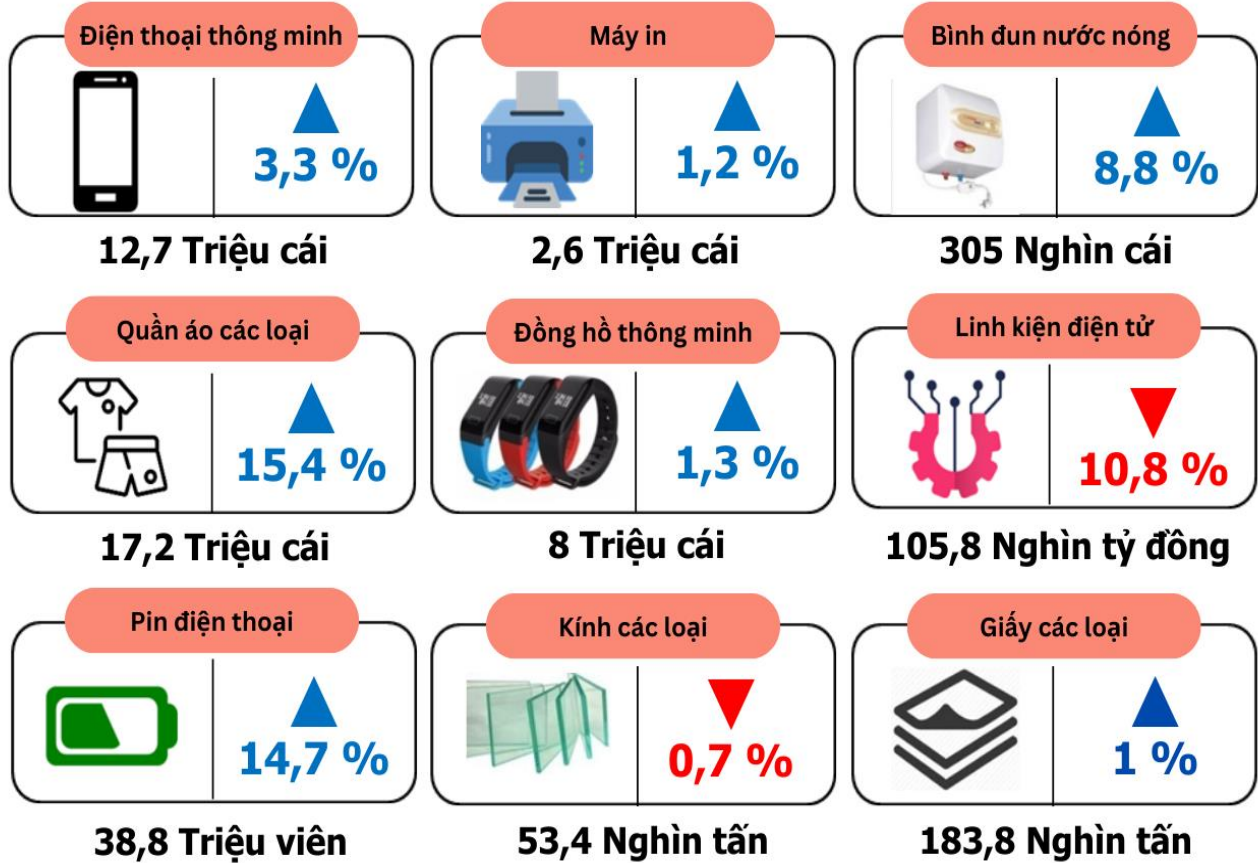 Điện thoại thông minh
3,3 %
12,7 Triệu cái
Máy in
1,2 %
2,6 Triệu cái
Bình đun nước nóng
8,8 %
305 Nghìn cái
Quần áo các loại
15,4 %
17,2 Triệu cái
Đồng hồ thông minh
1,3 %
8 Triệu cái
Linh kiện điện tử
10,8 %
105,8 Nghìn tỷ đồng
Pin điện thoại
14,7 %
38,8 Triệu viên
Kính các loại
0,7 %
53,4 Nghìn tấn
Giấy các loại
1 %
183,8 Nghìn tấn